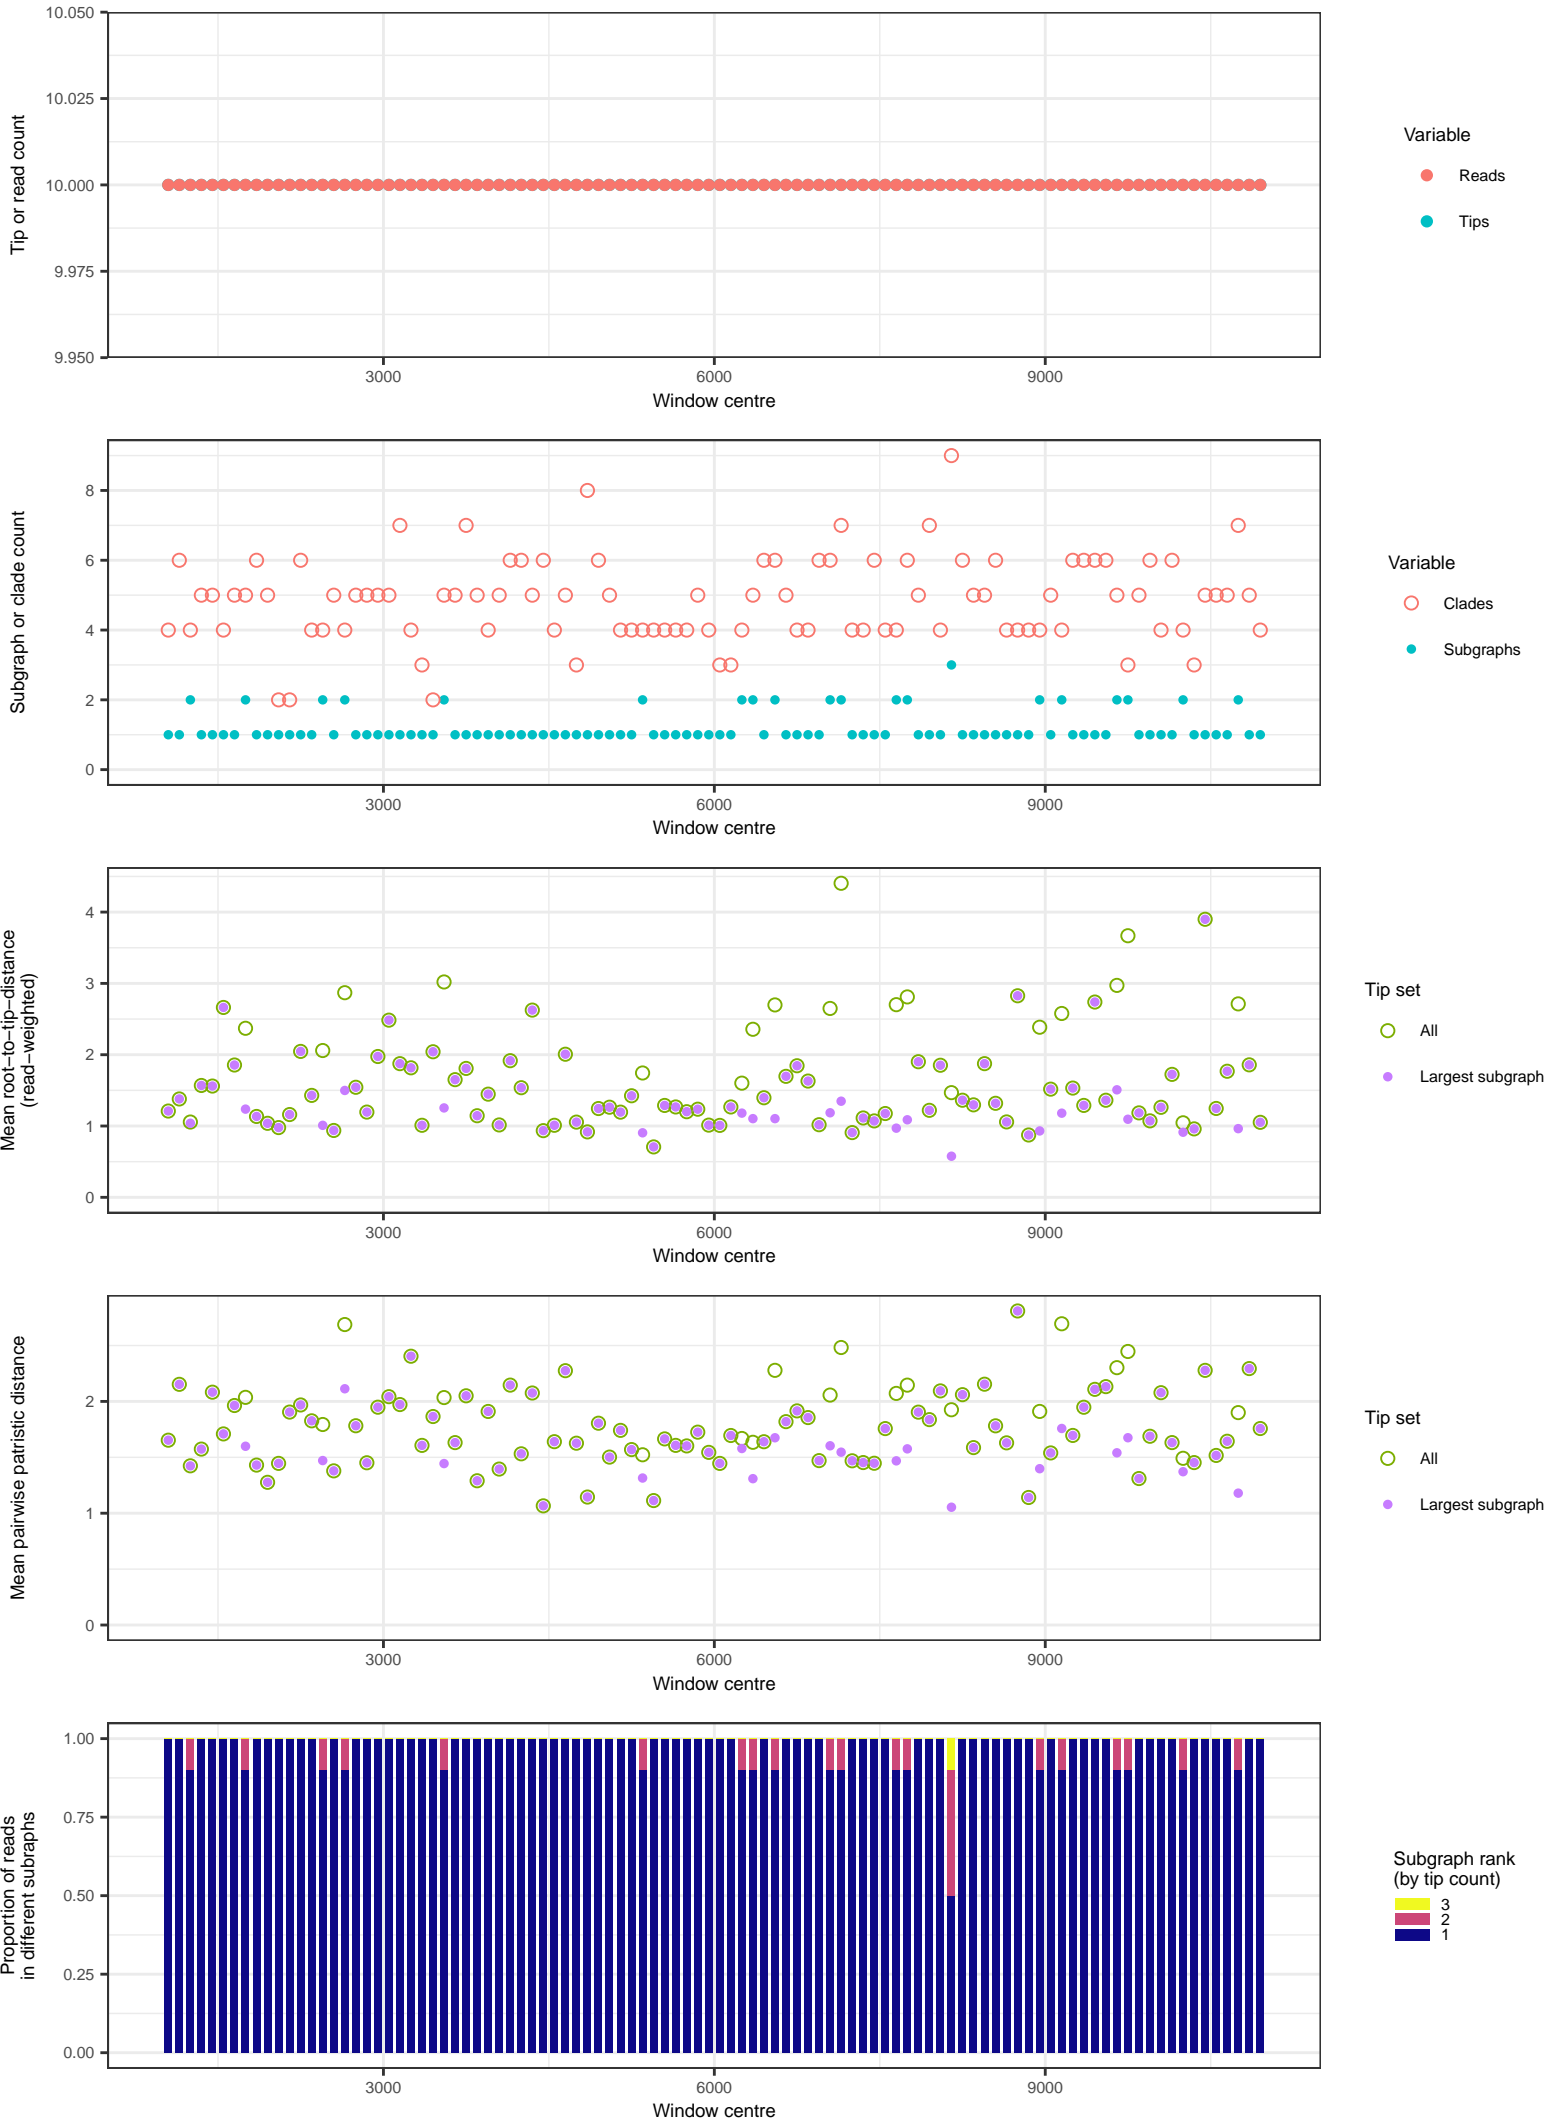 10.050
10.025
10.000
9.975
9.950
Tip or read count
3000 6000 9000
Window centre
Variable
Reads
Tips
8
6
4
2
0
Subgraph or clade count
3000 6000 9000
Window centre
Variable
Clades
Subgraphs
4
3
2
1
0
Mean root−to−tip−distance
(read−weighted)
3000 6000 9000
Window centre
Tip set
All
Largest subgraph
2
1
0
Mean pairwise patristic distance
3000 6000 9000
Window centre
Tip set
All
Largest subgraph
1.00
0.75
0.50
0.25
0.00
Proportion of reads
in different subraphs
3000 6000 9000
Window centre
Subgraph rank
(by tip count)
3
2
1